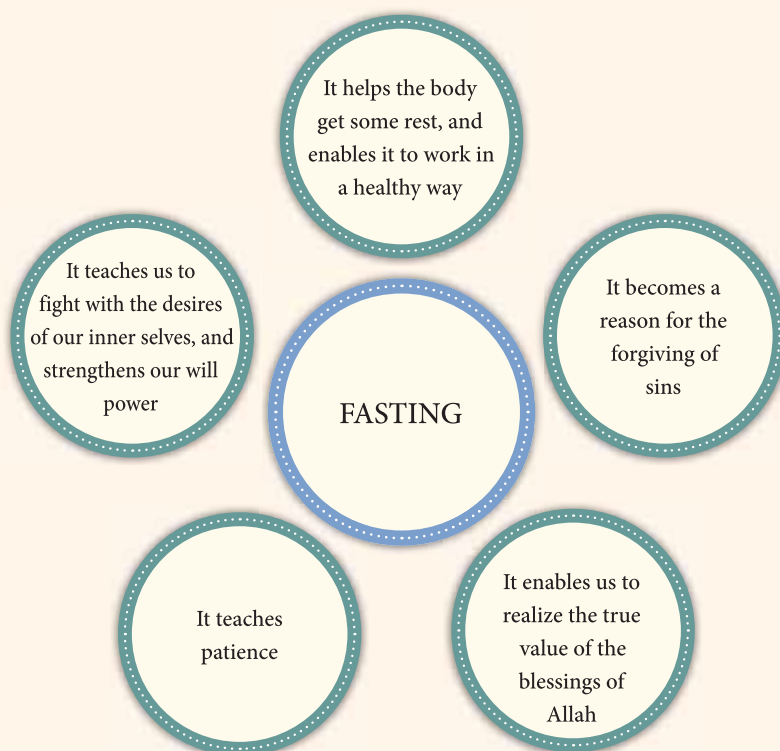 It helps the body
get some rest, and
enables it to work in
a healthy way
It teaches us to
fight with the desires
of our inner selves, and
strengthens our will
power
It becomes a
reason for the
forgiving of
sins
FASTING
It teaches
patience
It enables us to
realize the true
value of the
blessings of
Allah